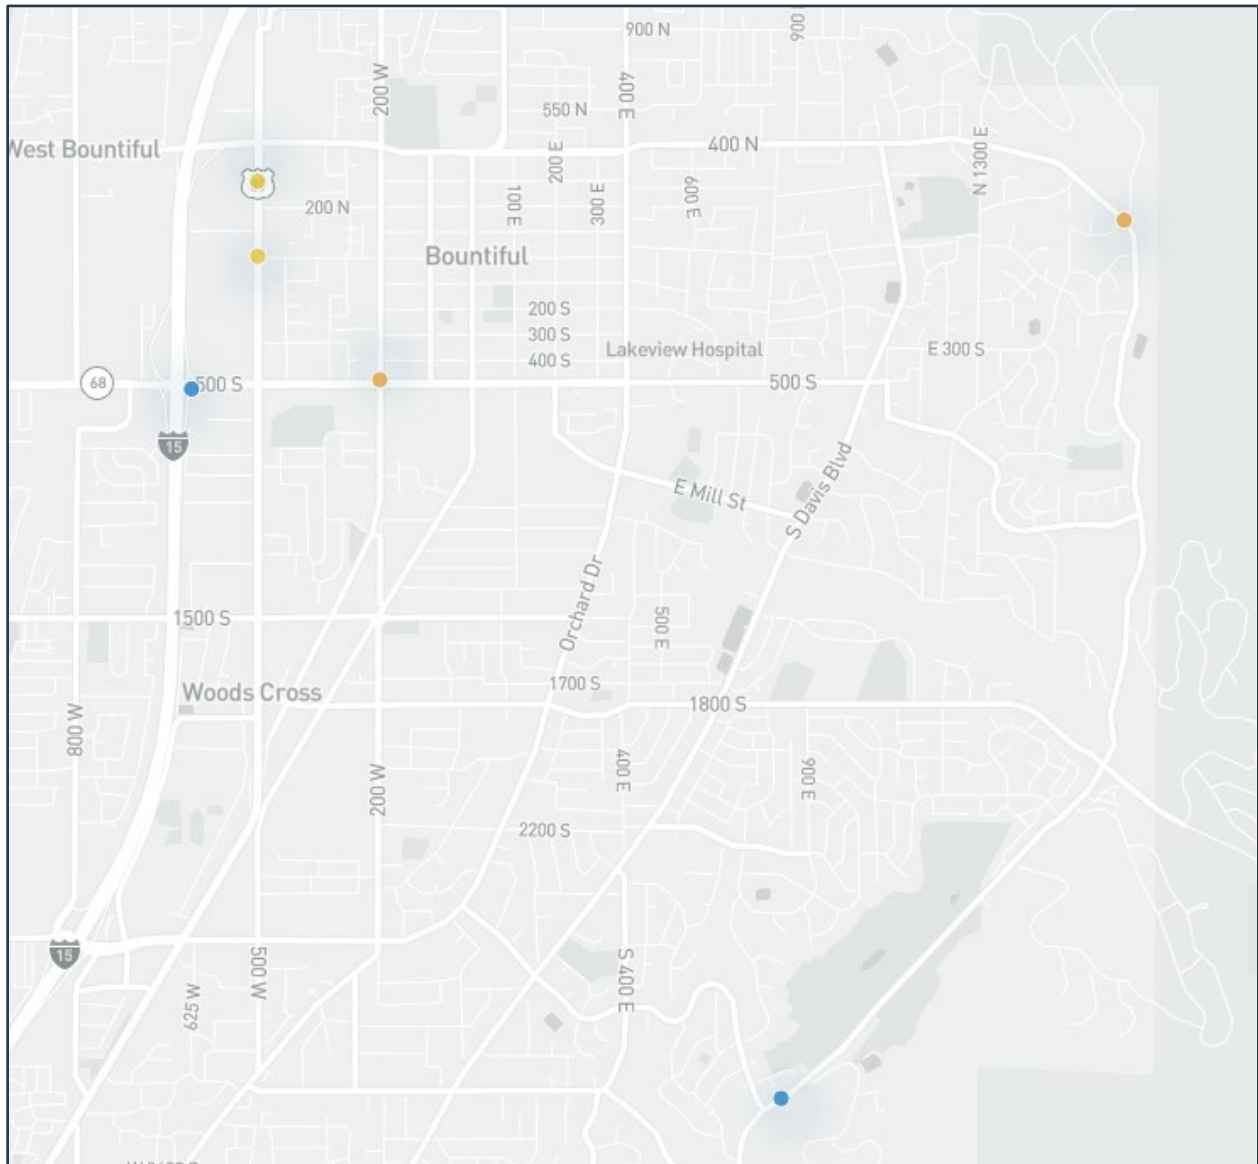 900 N
900
200 W
400 E
550 N
West Bountiful
400 N
200 E
N 1300 E
100 E
300 E
600 E
200 N
Bountiful
200 S
300 S
400 S
Lakeview Hospital
E 300 S
68
500 S
500 S
15
E Mill St
S Davis Blvd
Orchard Dr
1500 S
500 E
1700 S
Woods Cross
1800 S
800 W
200 W
400 E
900 E
2200 S
15
500 W
S 400 E
625 W